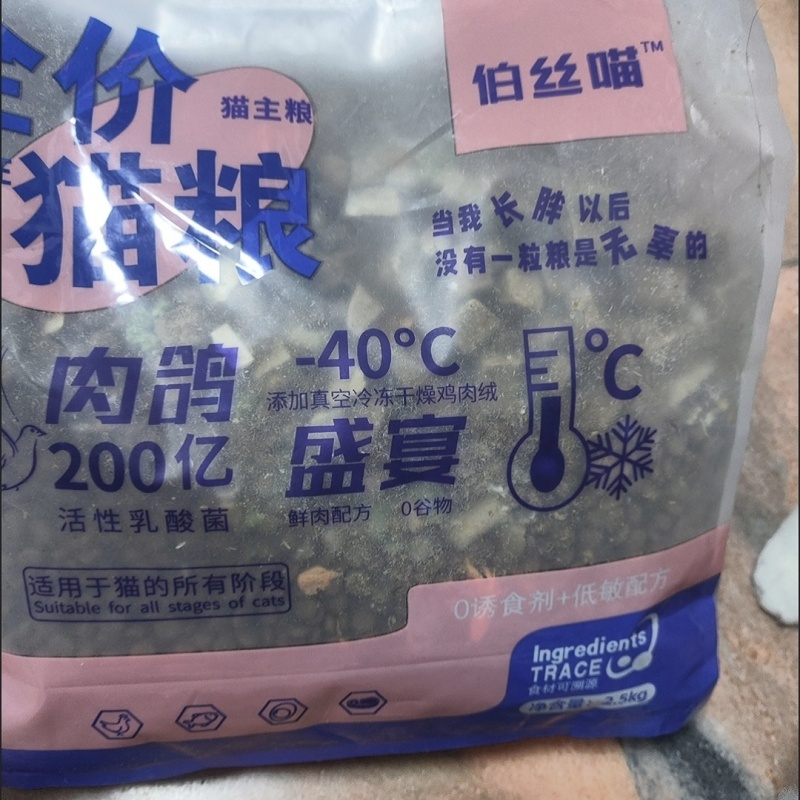 全价
猫主粮
猫粮
伯丝喵™
当我长胖以后
没有一粒粮是无辜的
肉鸽
200亿
活性乳酸菌
-40°C
添加真空冷冻干燥鸡肉绒
盛宴
鲜肉配方 0谷物
°C
适用于猫的所有阶段
Suitable for all stages of cats
0诱食剂+低敏配方
Ingredients
TRACE
食材可溯源
净含量: 2.5kg